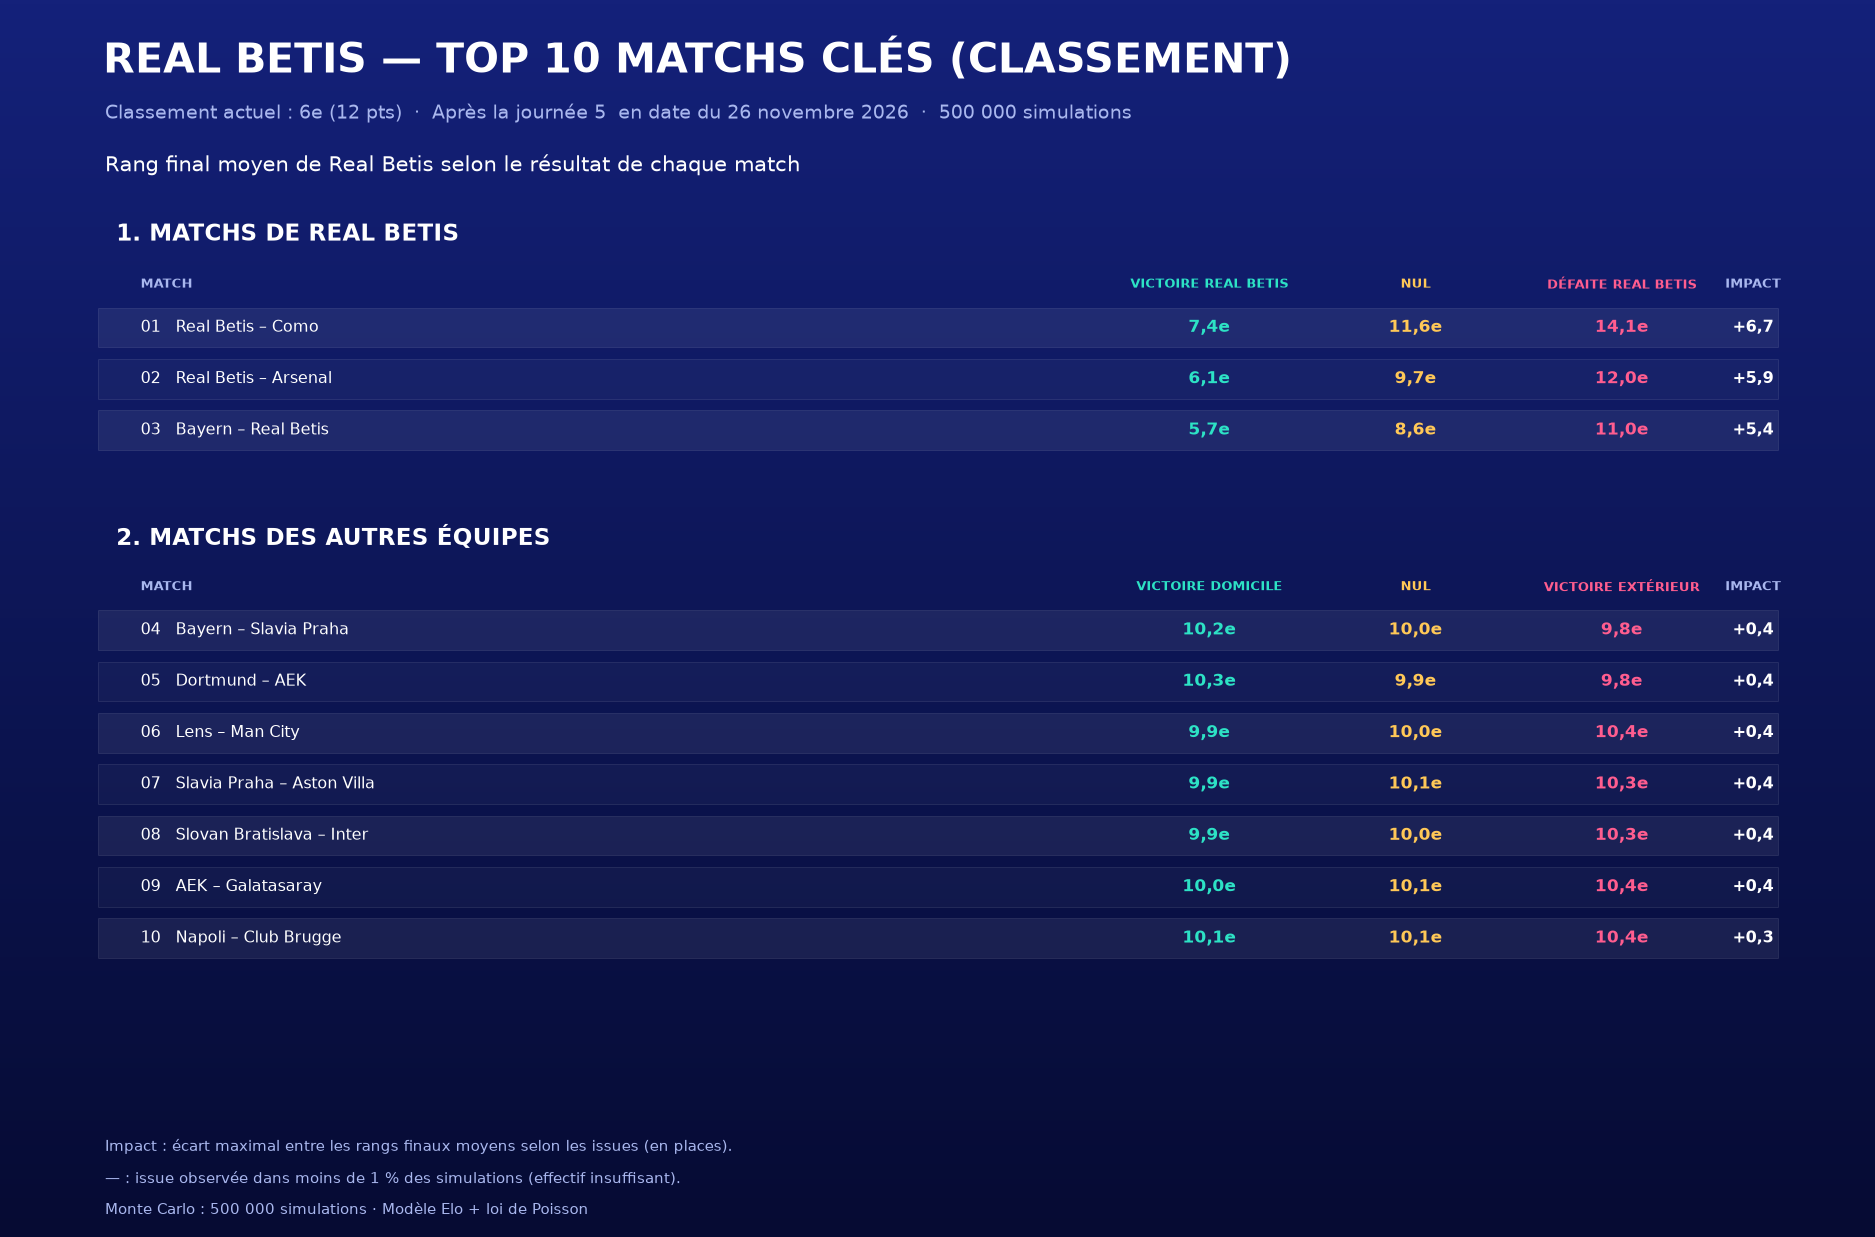 REAL BETIS — TOP 10 MATCHS CLÉS (CLASSEMENT)
Classement actuel : 6e (12 pts) · Après la journée 5 en date du 26 novembre 2026 · 500 000 simulations
Rang final moyen de Real Betis selon le résultat de chaque match
1. MATCHS DE REAL BETIS
MATCH VICTOIRE REAL BETIS NUL DÉFAITE REAL BETIS IMPACT
01 Real Betis – Como 7,4e 11,6e 14,1e +6,7
02 Real Betis – Arsenal 6,1e 9,7e 12,0e +5,9
03 Bayern – Real Betis 5,7e 8,6e 11,0e +5,4
2. MATCHS DES AUTRES ÉQUIPES
MATCH VICTOIRE DOMICILE NUL VICTOIRE EXTÉRIEUR IMPACT
04 Bayern – Slavia Praha 10,2e 10,0e 9,8e +0,4
05 Dortmund – AEK 10,3e 9,9e 9,8e +0,4
06 Lens – Man City 9,9e 10,0e 10,4e +0,4
07 Slavia Praha – Aston Villa 9,9e 10,1e 10,3e +0,4
08 Slovan Bratislava – Inter 9,9e 10,0e 10,3e +0,4
09 AEK – Galatasaray 10,0e 10,1e 10,4e +0,4
10 Napoli – Club Brugge 10,1e 10,1e 10,4e +0,3
Impact : écart maximal entre les rangs finaux moyens selon les issues (en places).
— : issue observée dans moins de 1 % des simulations (effectif insuffisant).
Monte Carlo : 500 000 simulations · Modèle Elo + loi de Poisson